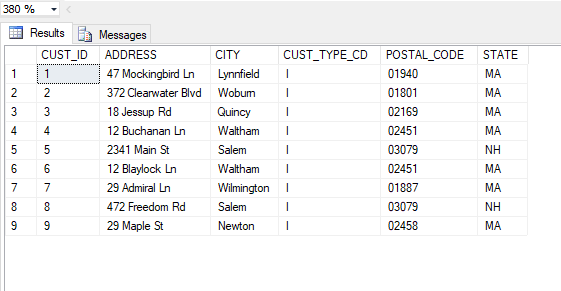 380 %
Results Messages
CUST_ID ADDRESS CITY CUST_TYPE_CD POSTAL_CODE STATE
1 1 47 Mockingbird Ln Lynnfield I 01940 MA
2 2 372 Clearwater Blvd Woburn I 01801 MA
3 3 18 Jessup Rd Quincy I 02169 MA
4 4 12 Buchanan Ln Waltham I 02451 MA
5 5 2341 Main St Salem I 03079 NH
6 6 12 Blaylock Ln Waltham I 02451 MA
7 7 29 Admiral Ln Wilmington I 01887 MA
8 8 472 Freedom Rd Salem I 03079 NH
9 9 29 Maple St Newton I 02458 MA